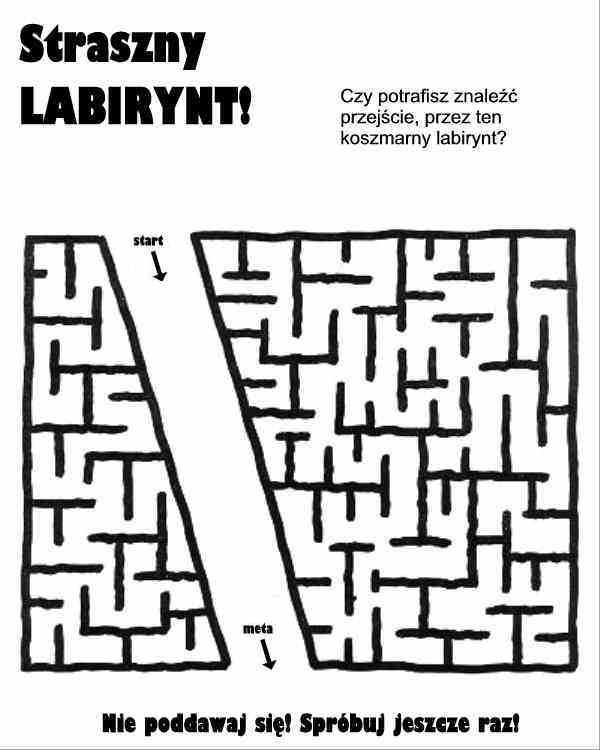 Straszny
LABIRYNT!
Czy potrafisz znaleźć
przejście, przez ten
koszmarny labirynt?
start
meta
Nie poddawaj się! Spróbuj jeszcze raz!